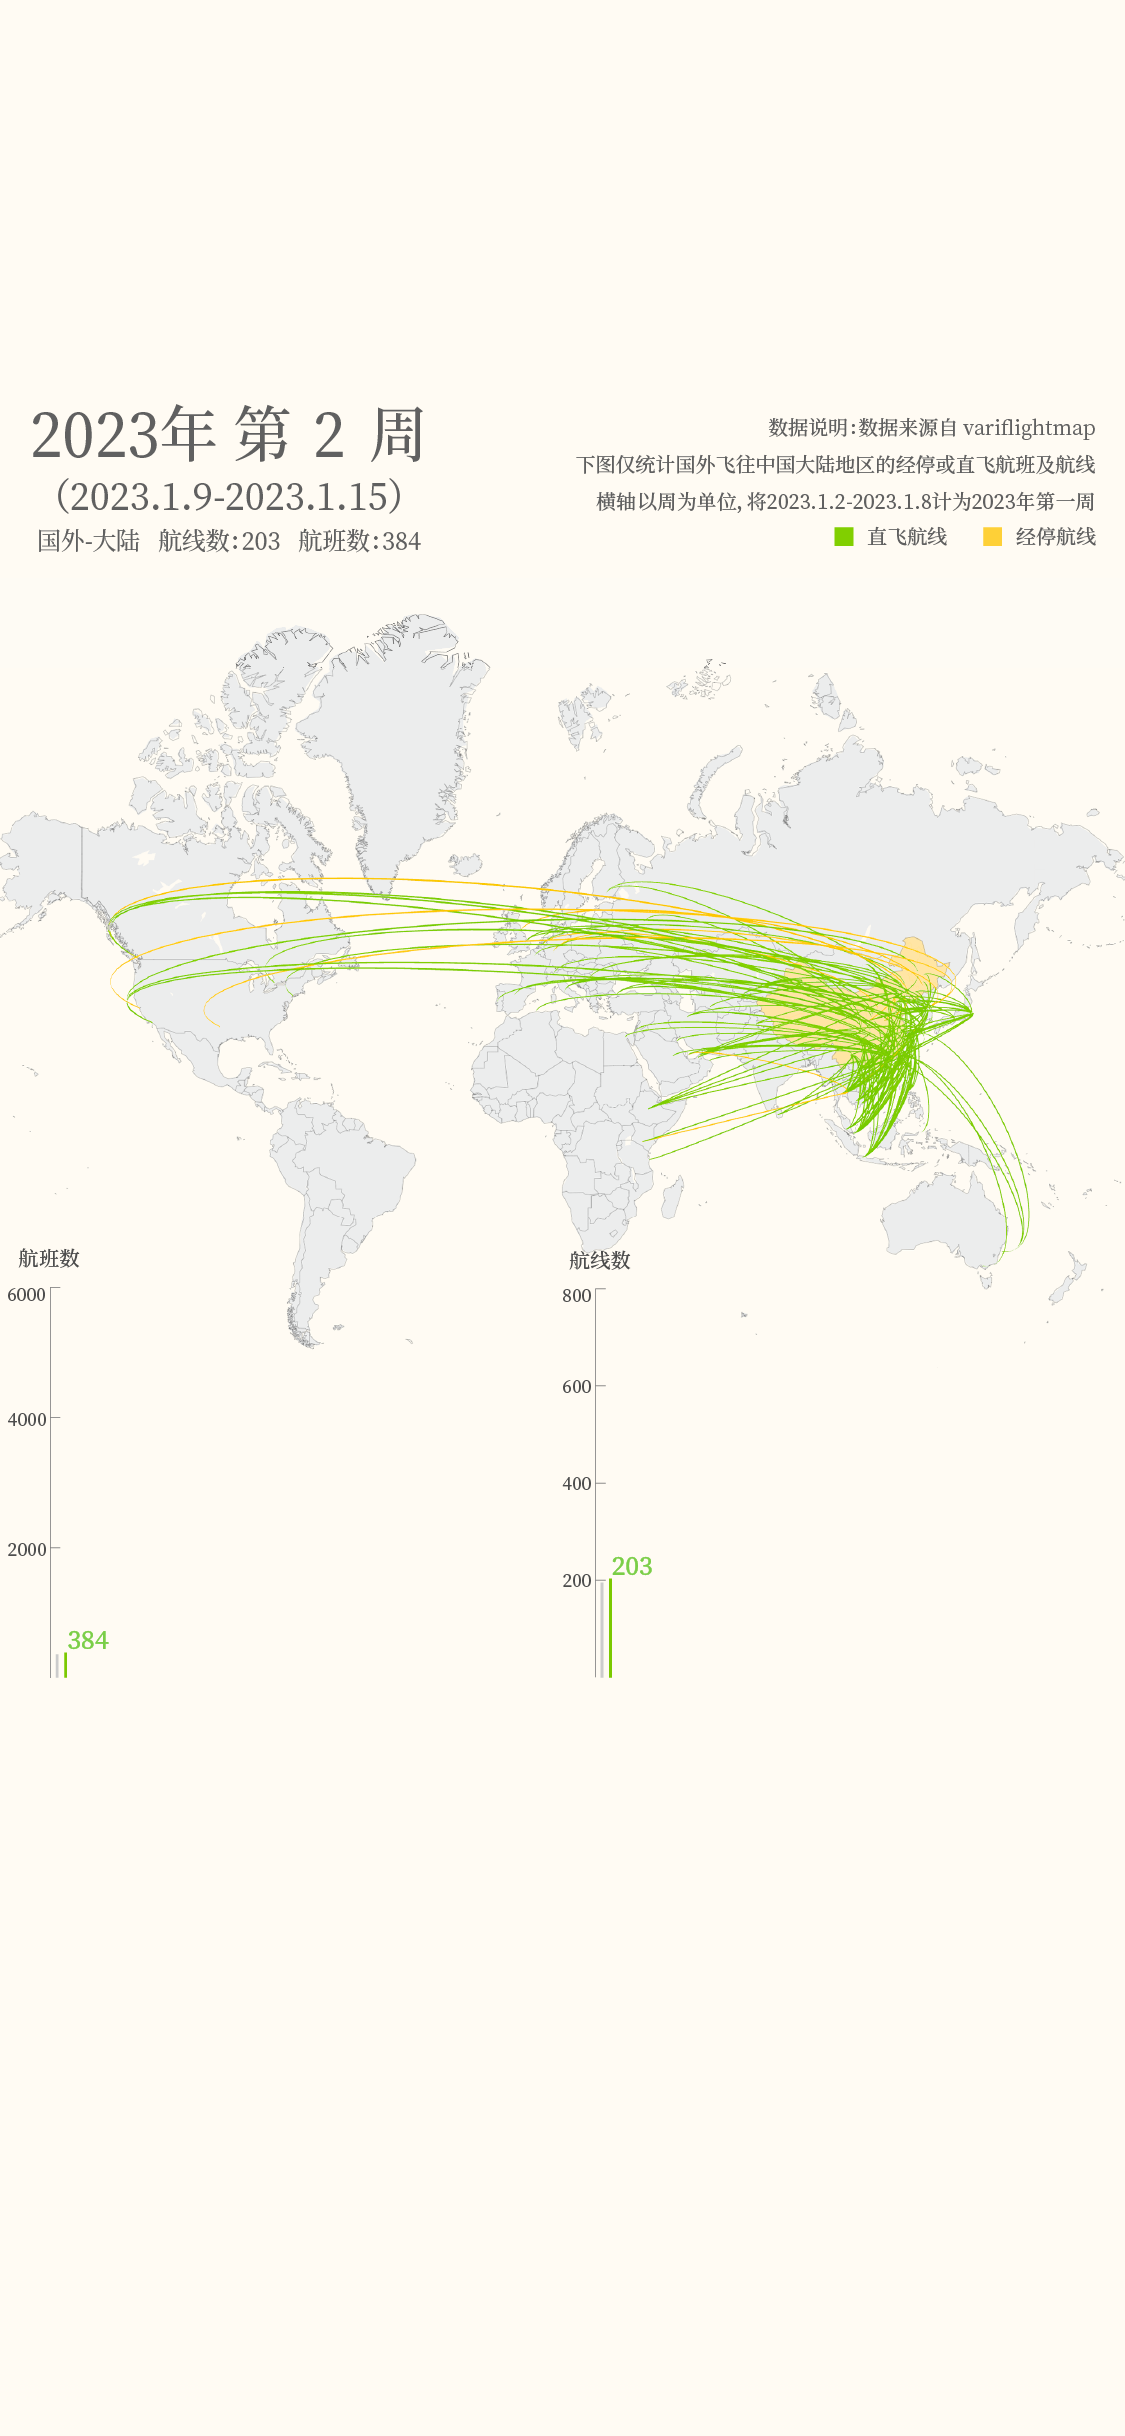 2023年 第 2 周
（2023.1.9-2023.1.15）
国外-大陆 航线数:203 航班数:384
数据说明:数据来源自 variflightmap
下图仅统计国外飞往中国大陆地区的经停或直飞航班及航线
横轴以周为单位, 将2023.1.2-2023.1.8计为2023年第一周
直飞航线 经停航线
航班数
6000
4000
2000
384
航线数
800
600
400
200
203